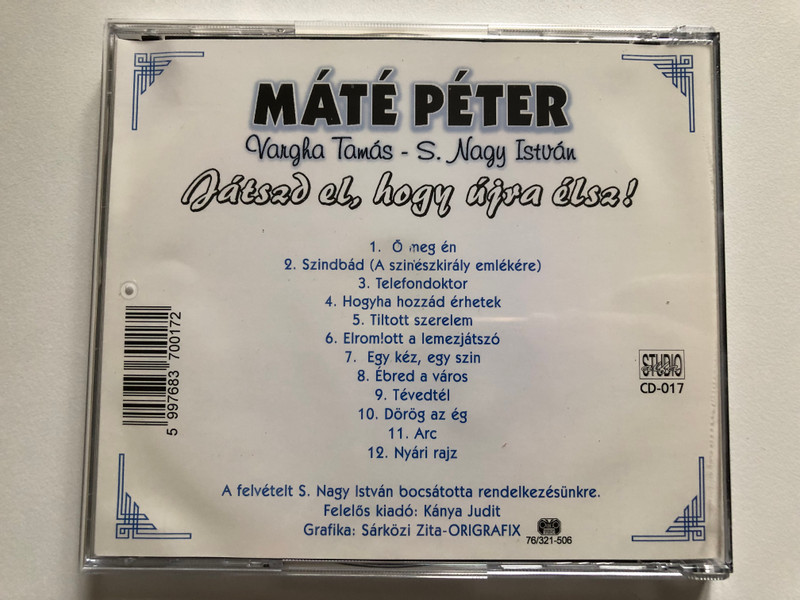 MÁTÉ PÉTER
Vargha Tamás - S. Nagy István
Játszd el, hogy újra élsz!
1. Ő meg én
2. Szindbád (A szinészkirály emlékére)
3. Telefondoktor
4. Hogyha hozzád érhetek
5. Tiltott szerelem
6. Elromlott a lemezjátszó
7. Egy kéz, egy szin
8. Ébred a város
9. Tévedtél
10. Dörög az ég
11. Arc
12. Nyári rajz
5 997683 700172
STUDIO
CD-017
A felvételt S. Nagy István bocsátotta rendelkezésünkre.
Felelős kiadó: Kánya Judit
Grafika: Sárközi Zita-ORIGRAFIX
76/321-506